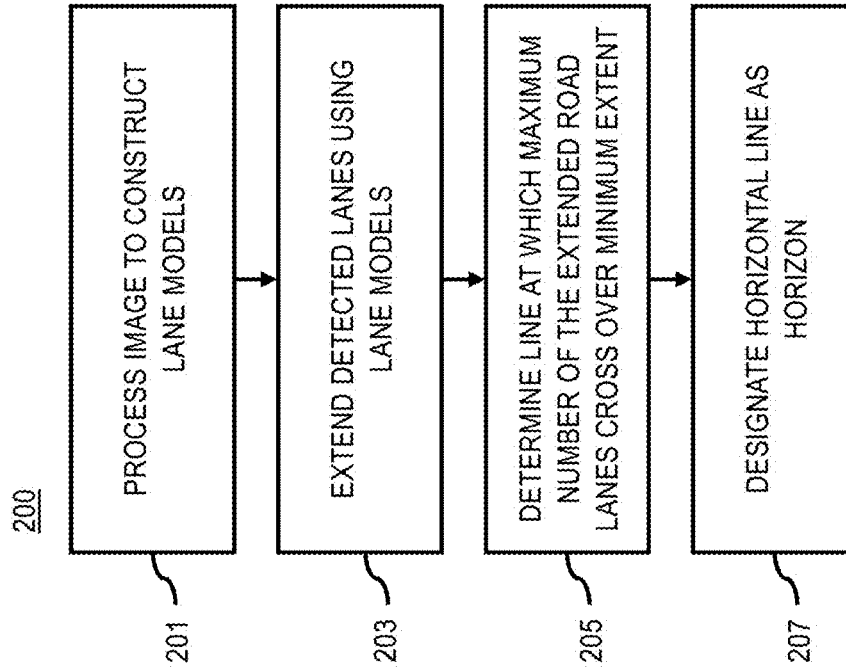 200
201
PROCESS IMAGE TO CONSTRUCT
LANE MODELS
203
EXTEND DETECTED LANES USING
LANE MODELS
205
DETERMINE LINE AT WHICH MAXIMUM
NUMBER OF THE EXTENDED ROAD
LANES CROSS OVER MINIMUM EXTENT
207
DESIGNATE HORIZONTAL LINE AS
HORIZON